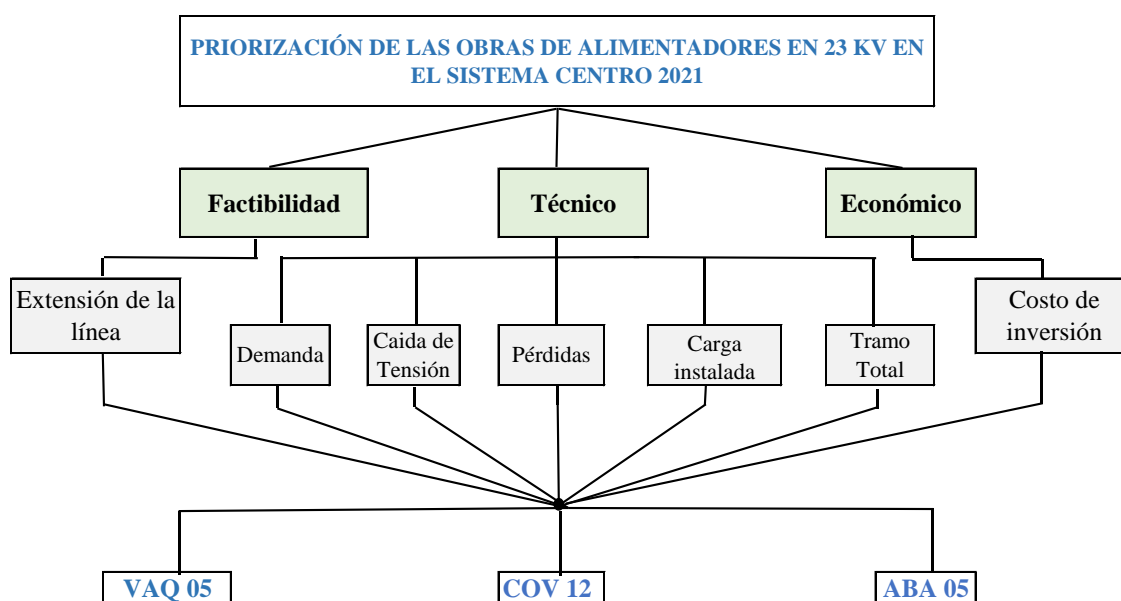 PRIORIZACIÓN DE LAS OBRAS DE ALIMENTADORES EN 23 KV EN
EL SISTEMA CENTRO 2021
Factibilidad
Técnico
Económico
Extensión de la
línea
Demanda
Caida de
Tensión
Pérdidas
Carga
instalada
Tramo
Total
Costo de
inversión
VAQ 05
COV 12
ABA 05